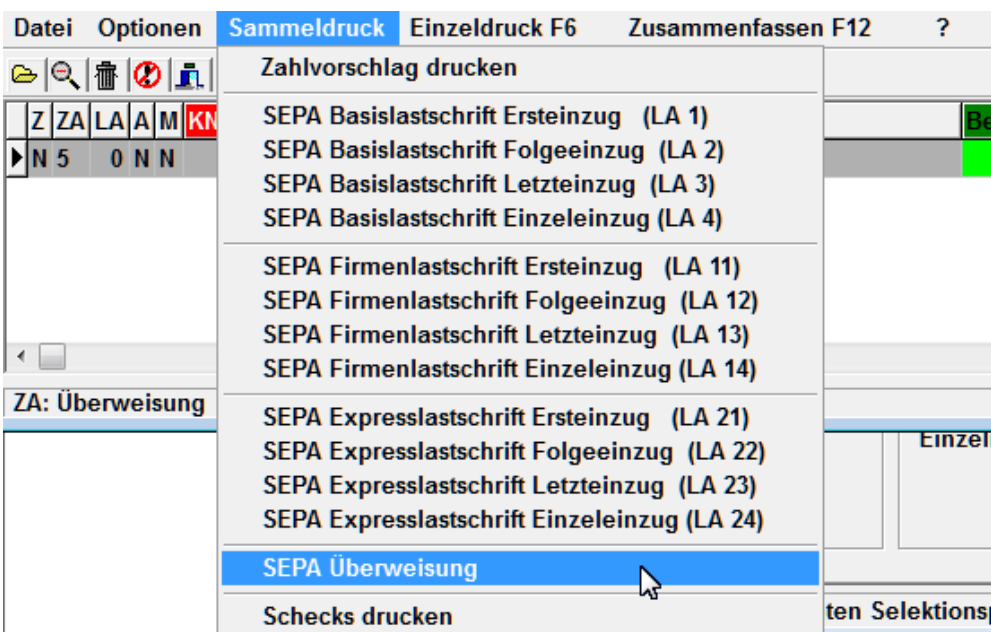 Datei Optionen Sammeldruck Einzeldruck F6 Zusammenfassen F12 ?
Zahlvorschlag drucken
Z ZA LA A M KN
N 5 0 N N
SEPA Basislastschrift Ersteinzug (LA 1)
SEPA Basislastschrift Folgeeinzug (LA 2)
SEPA Basislastschrift Letzteinzug (LA 3)
SEPA Basislastschrift Einzeleinzug (LA 4)
SEPA Firmenlastschrift Ersteinzug (LA 11)
SEPA Firmenlastschrift Folgeeinzug (LA 12)
SEPA Firmenlastschrift Letzteinzug (LA 13)
SEPA Firmenlastschrift Einzeleinzug (LA 14)
ZA: Überweisung
SEPA Expresslastschrift Ersteinzug (LA 21)
SEPA Expresslastschrift Folgeeinzug (LA 22)
SEPA Expresslastschrift Letzteinzug (LA 23)
SEPA Expresslastschrift Einzeleinzug (LA 24)
SEPA Überweisung
Schecks drucken
ten